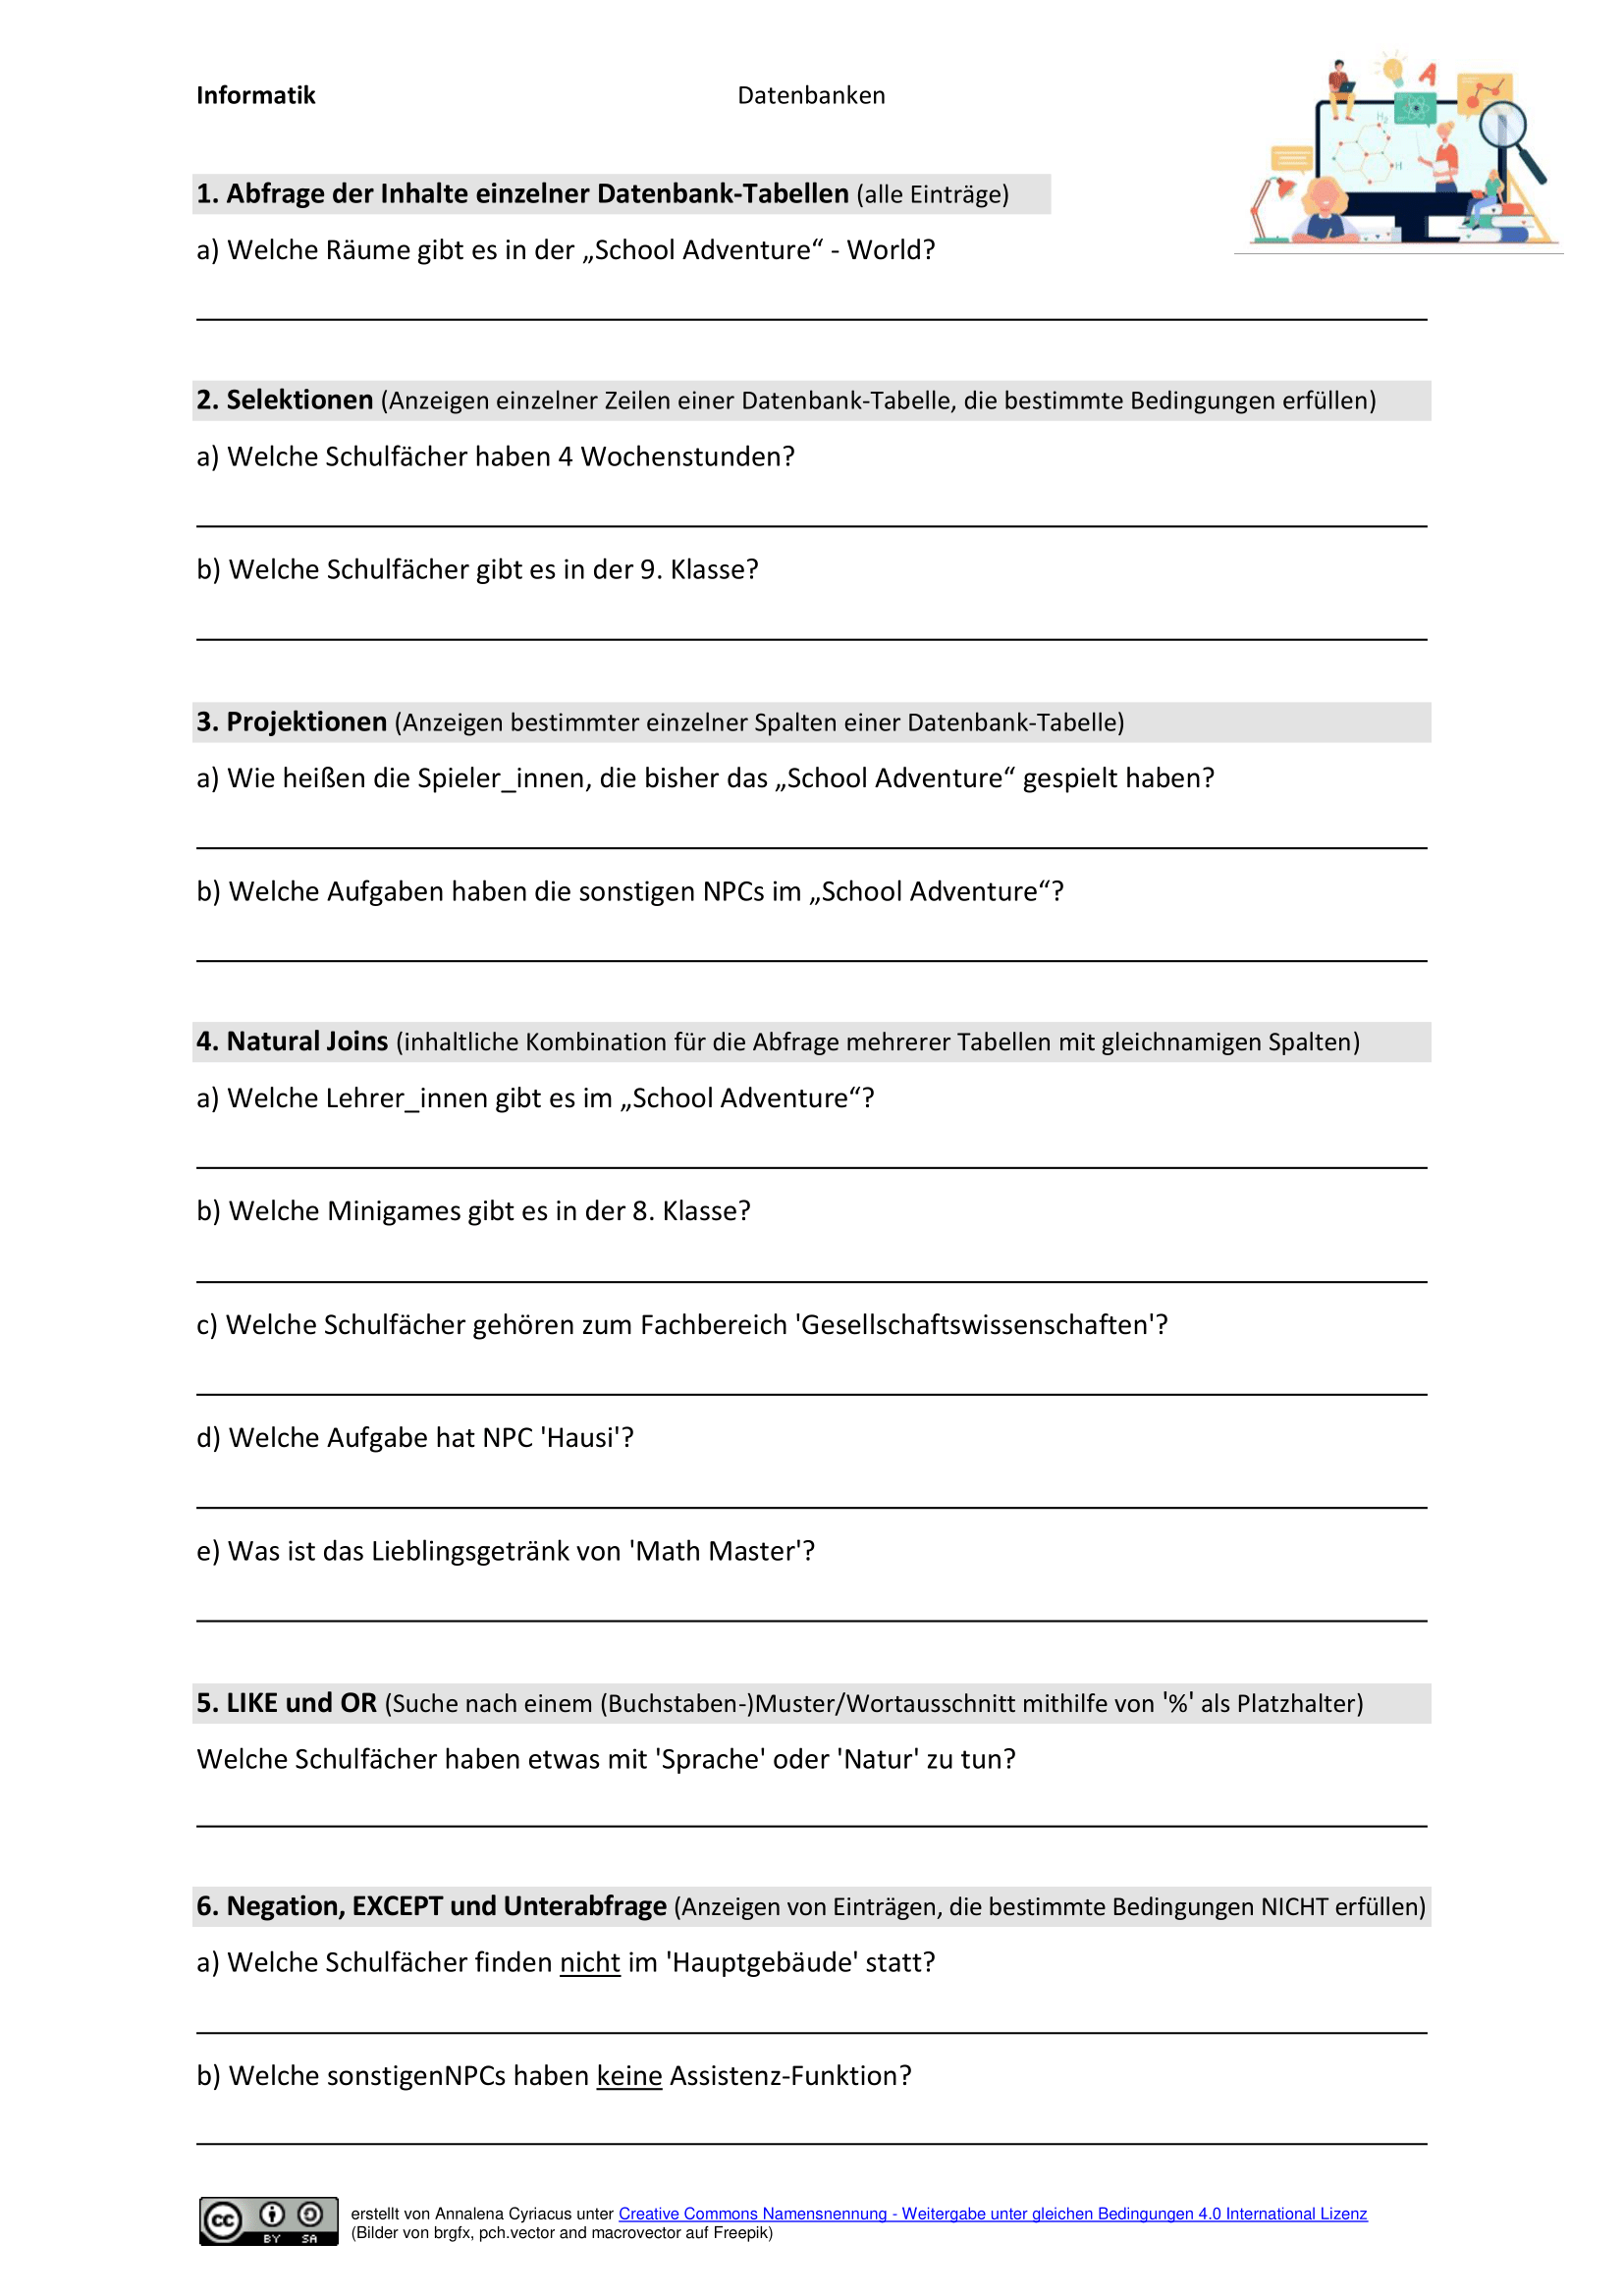 Informatik
Datenbanken
1. Abfrage der Inhalte einzelner Datenbank-Tabellen (alle Einträge)
a) Welche Räume gibt es in der „School Adventure“ - World?
2. Selektionen (Anzeigen einzelner Zeilen einer Datenbank-Tabelle, die bestimmte Bedingungen erfüllen)
a) Welche Schulfächer haben 4 Wochenstunden?
b) Welche Schulfächer gibt es in der 9. Klasse?
3. Projektionen (Anzeigen bestimmter einzelner Spalten einer Datenbank-Tabelle)
a) Wie heißen die Spieler_innen, die bisher das „School Adventure“ gespielt haben?
b) Welche Aufgaben haben die sonstigen NPCs im „School Adventure“?
4. Natural Joins (inhaltliche Kombination für die Abfrage mehrerer Tabellen mit gleichnamigen Spalten)
a) Welche Lehrer_innen gibt es im „School Adventure“?
b) Welche Minigames gibt es in der 8. Klasse?
c) Welche Schulfächer gehören zum Fachbereich 'Gesellschaftswissenschaften'?
d) Welche Aufgabe hat NPC 'Hausi'?
e) Was ist das Lieblingsgetränk von 'Math Master'?
5. LIKE und OR (Suche nach einem (Buchstaben-)Muster/Wortausschnitt mithilfe von '%' als Platzhalter)
Welche Schulfächer haben etwas mit 'Sprache' oder 'Natur' zu tun?
6. Negation, EXCEPT und Unterabfrage (Anzeigen von Einträgen, die bestimmte Bedingungen NICHT erfüllen)
a) Welche Schulfächer finden nicht im 'Hauptgebäude' statt?
b) Welche sonstigenNPCs haben keine Assistenz-Funktion?
cc BY SA
erstellt von Annalena Cyriacus unter Creative Commons Namensnennung - Weitergabe unter gleichen Bedingungen 4.0 International Lizenz
(Bilder von brgfx, pch.vector and macrovector auf Freepik)